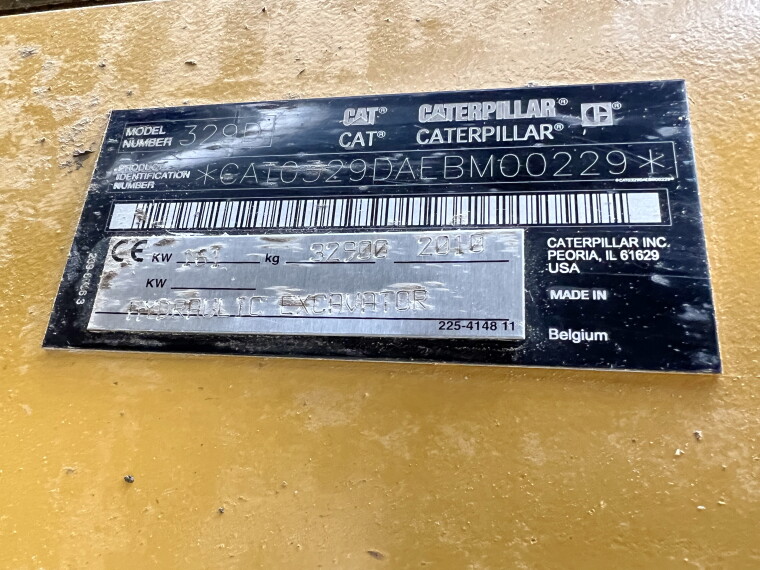 CAT® CATERPILLAR® C®
MODEL NUMBER 329D CAT® CATERPILLAR®
PRODUCT IDENTIFICATION NUMBER *CAT0329DAEBM00229*
CE KW 151 kg 32900 2010
KW
HYDRAULIC EXCAVATOR
225-4148 11
CATERPILLAR INC.
PEORIA, IL 61629
USA
MADE IN
Belgium